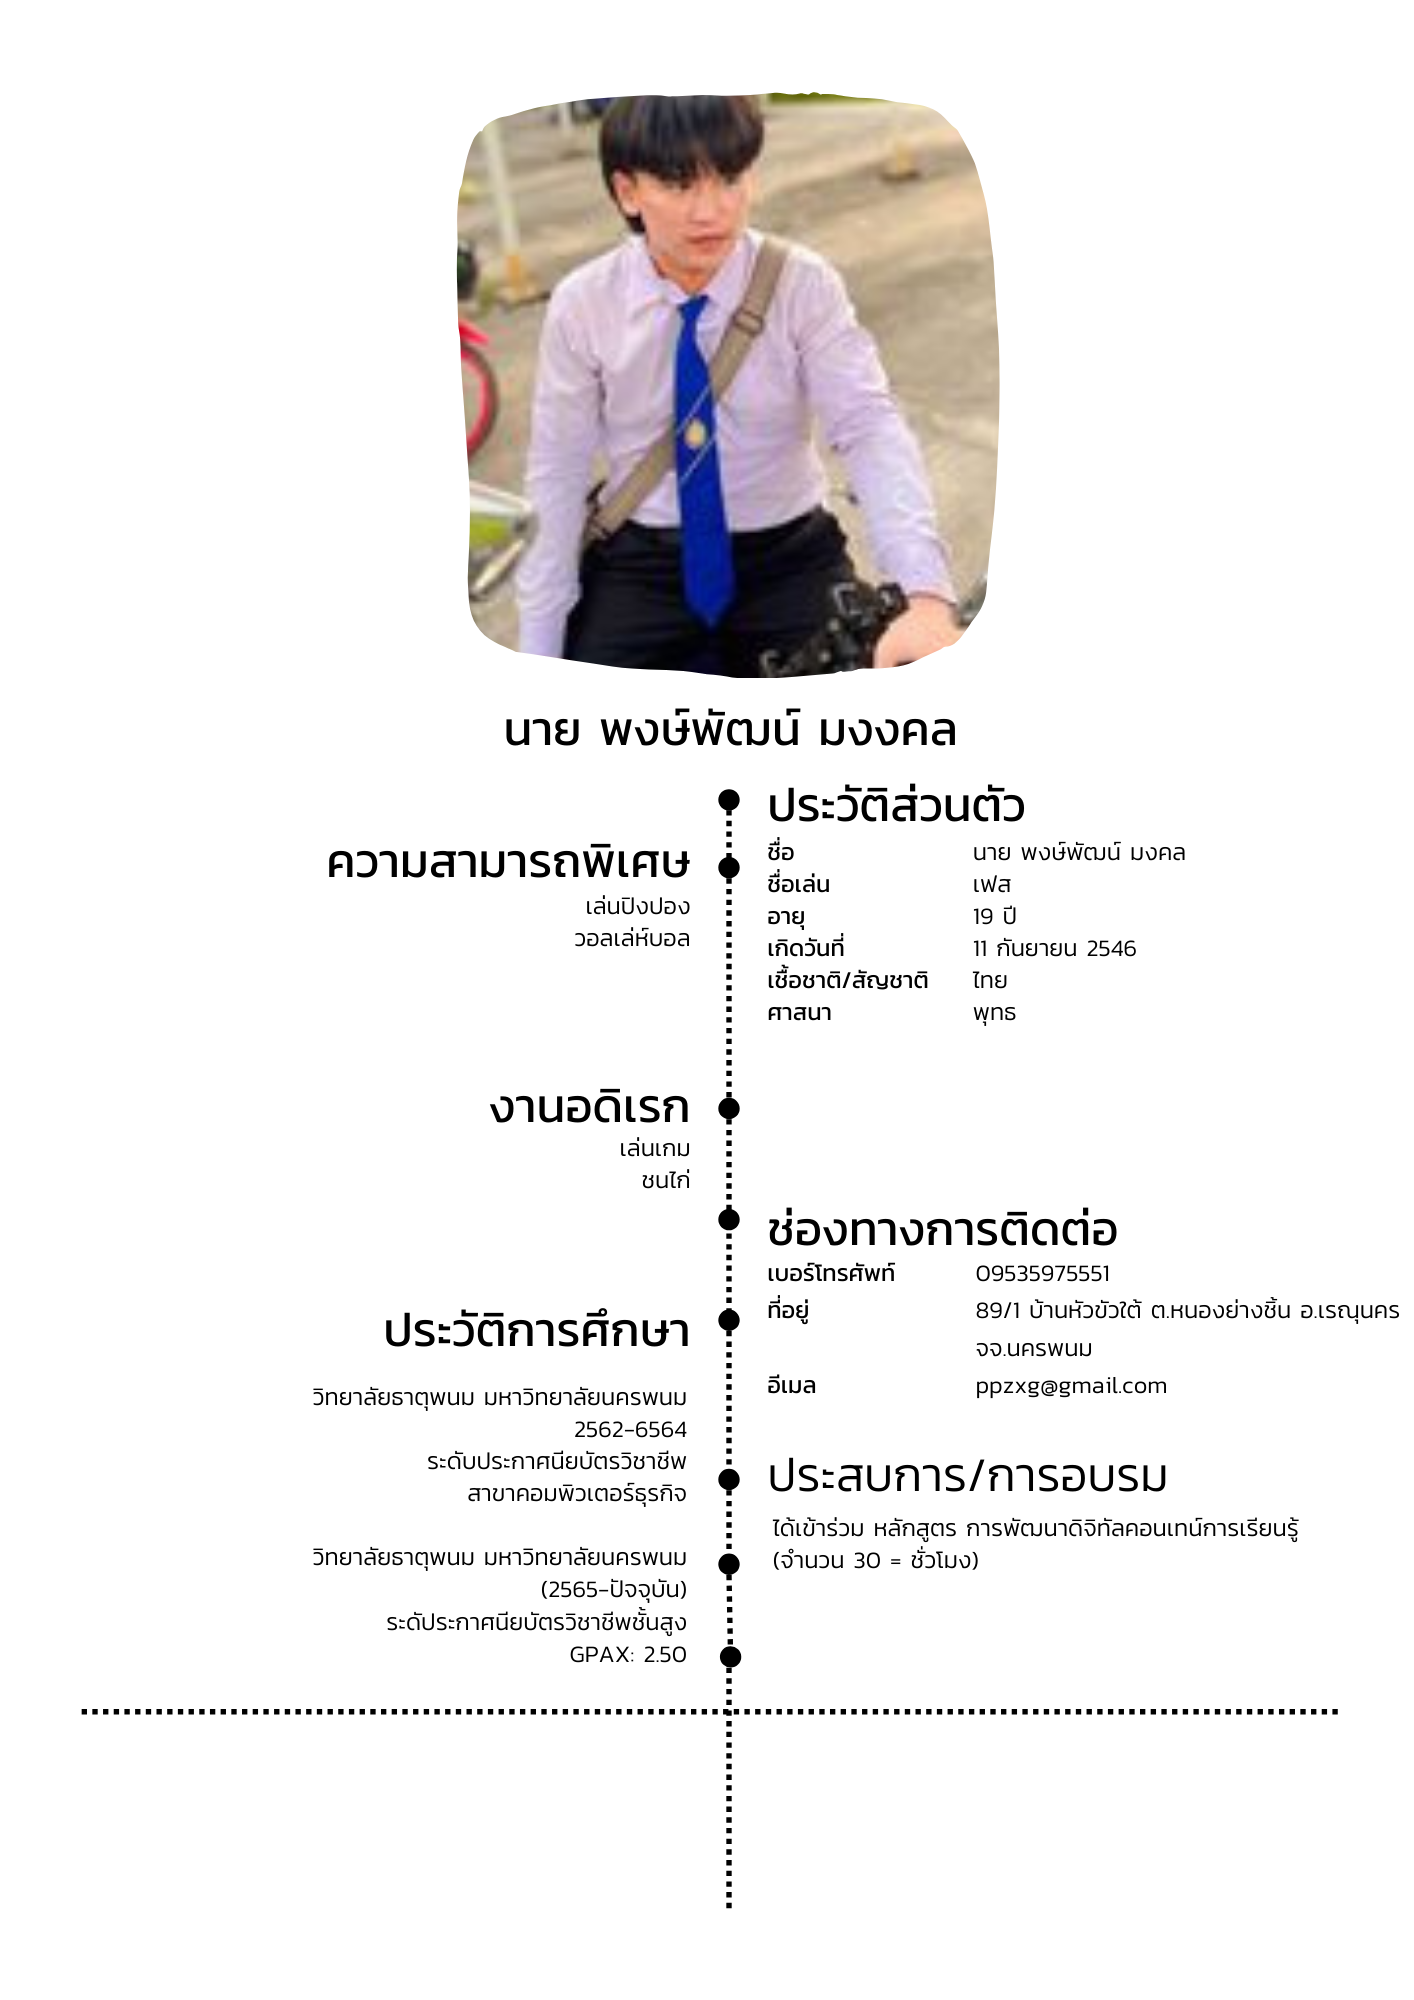 นาย พงษ์พัฒน์ มงงคล
ประวัติส่วนตัว
ชื่อ นาย พงษ์พัฒน์ มงคล
ชื่อเล่น เฟส
อายุ 19 ปี
เกิดวันที่ 11 กันยายน 2546
เชื้อชาติ/สัญชาติ ไทย
ศาสนา พุทธ
ความสามารถพิเศษ
เล่นปิงปอง
วอลเล่ห์บอล
งานอดิเรก
เล่นเกม
ชนไก่
ช่องทางการติดต่อ
เบอร์โทรศัพท์ 09535975551
ที่อยู่ 89/1 บ้านหัวขัวใต้ ต.หนองย่างชิ้น อ.เรณุนคร
จจ.นครพนม
อีเมล ppzxg@gmail.com
ประวัติการศึกษา
วิทยาลัยธาตุพนม มหาวิทยาลัยนครพนม
2562-6564
ระดับประกาศนียบัตรวิชาชีพ
สาขาคอมพิวเตอร์ธุรกิจ
วิทยาลัยธาตุพนม มหาวิทยาลัยนครพนม
(2565-ปัจจุบัน)
ระดัประกาศนียบัตรวิชาชีพชั้นสูง
GPAX: 2.50
ประสบการ/การอบรม
ได้เข้าร่วม หลักสูตร การพัฒนาดิจิทัลคอนเทน์การเรียนรู้
(จำนวน 30 = ชั่วโมง)